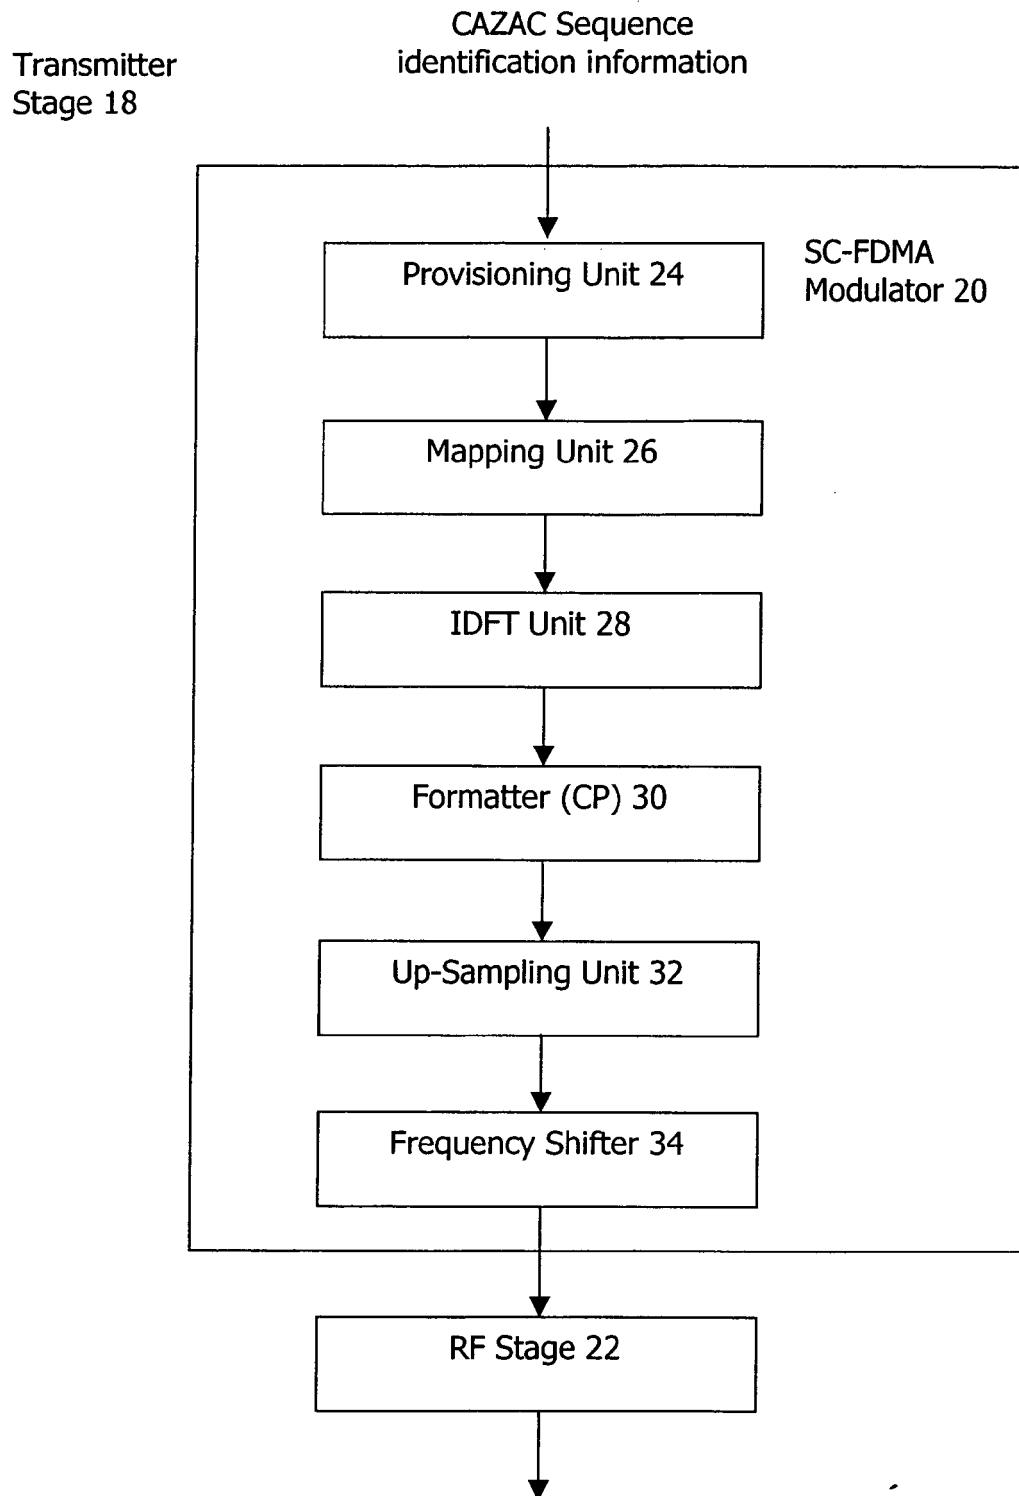 CAZAC Sequence
identification information
Transmitter
Stage 18
Provisioning Unit 24
SC-FDMA
Modulator 20
Mapping Unit 26
IDFT Unit 28
Formatter (CP) 30
Up-Sampling Unit 32
Frequency Shifter 34
RF Stage 22